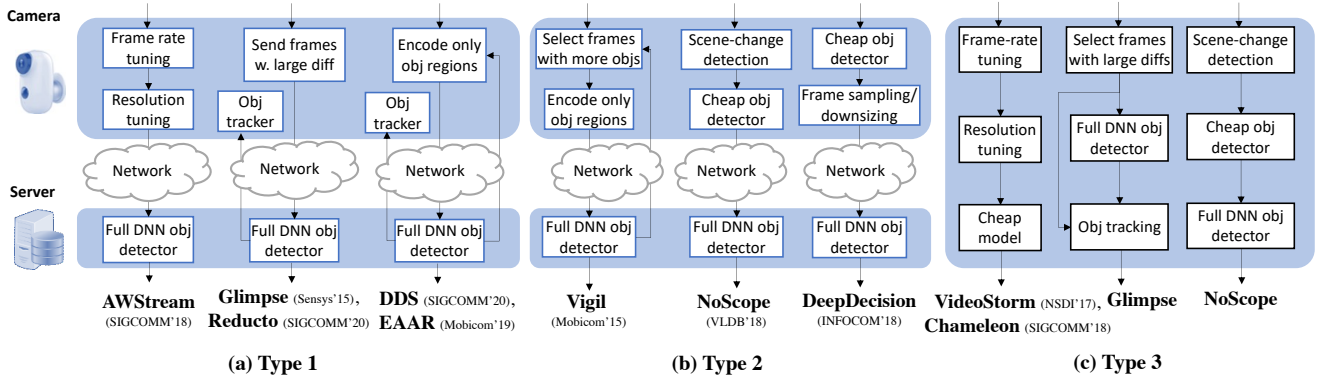 Camera
Server
Frame rate
tuning
Resolution
tuning
Network
Full DNN obj
detector
AWStream
(SIGCOMM'18)
Send frames
w. large diff
Obj
tracker
Network
Full DNN obj
detector
Glimpse (Sensys'15),
Reducto (SIGCOMM'20)
Encode only
obj regions
Obj
tracker
Network
Full DNN obj
detector
DDS (SIGCOMM'20),
EAAR (Mobicom'19)
(a) Type 1
Select frames
with more objs
Encode only
obj regions
Network
Full DNN obj
detector
Vigil
(Mobicom'15)
Scene-change
detection
Cheap obj
detector
Network
Full DNN obj
detector
NoScope
(VLDB'18)
Cheap obj
detector
Frame sampling/
downsizing
Network
Full DNN obj
detector
DeepDecision
(INFOCOM'18)
(b) Type 2
Frame-rate
tuning
Resolution
tuning
Cheap
model
VideoStorm (NSDI'17), Glimpse
Chameleon (SIGCOMM'18)
Select frames
with large diffs
Full DNN obj
detector
Obj tracking
Scene-change
detection
Cheap obj
detector
Full DNN obj
detector
NoScope
(c) Type 3